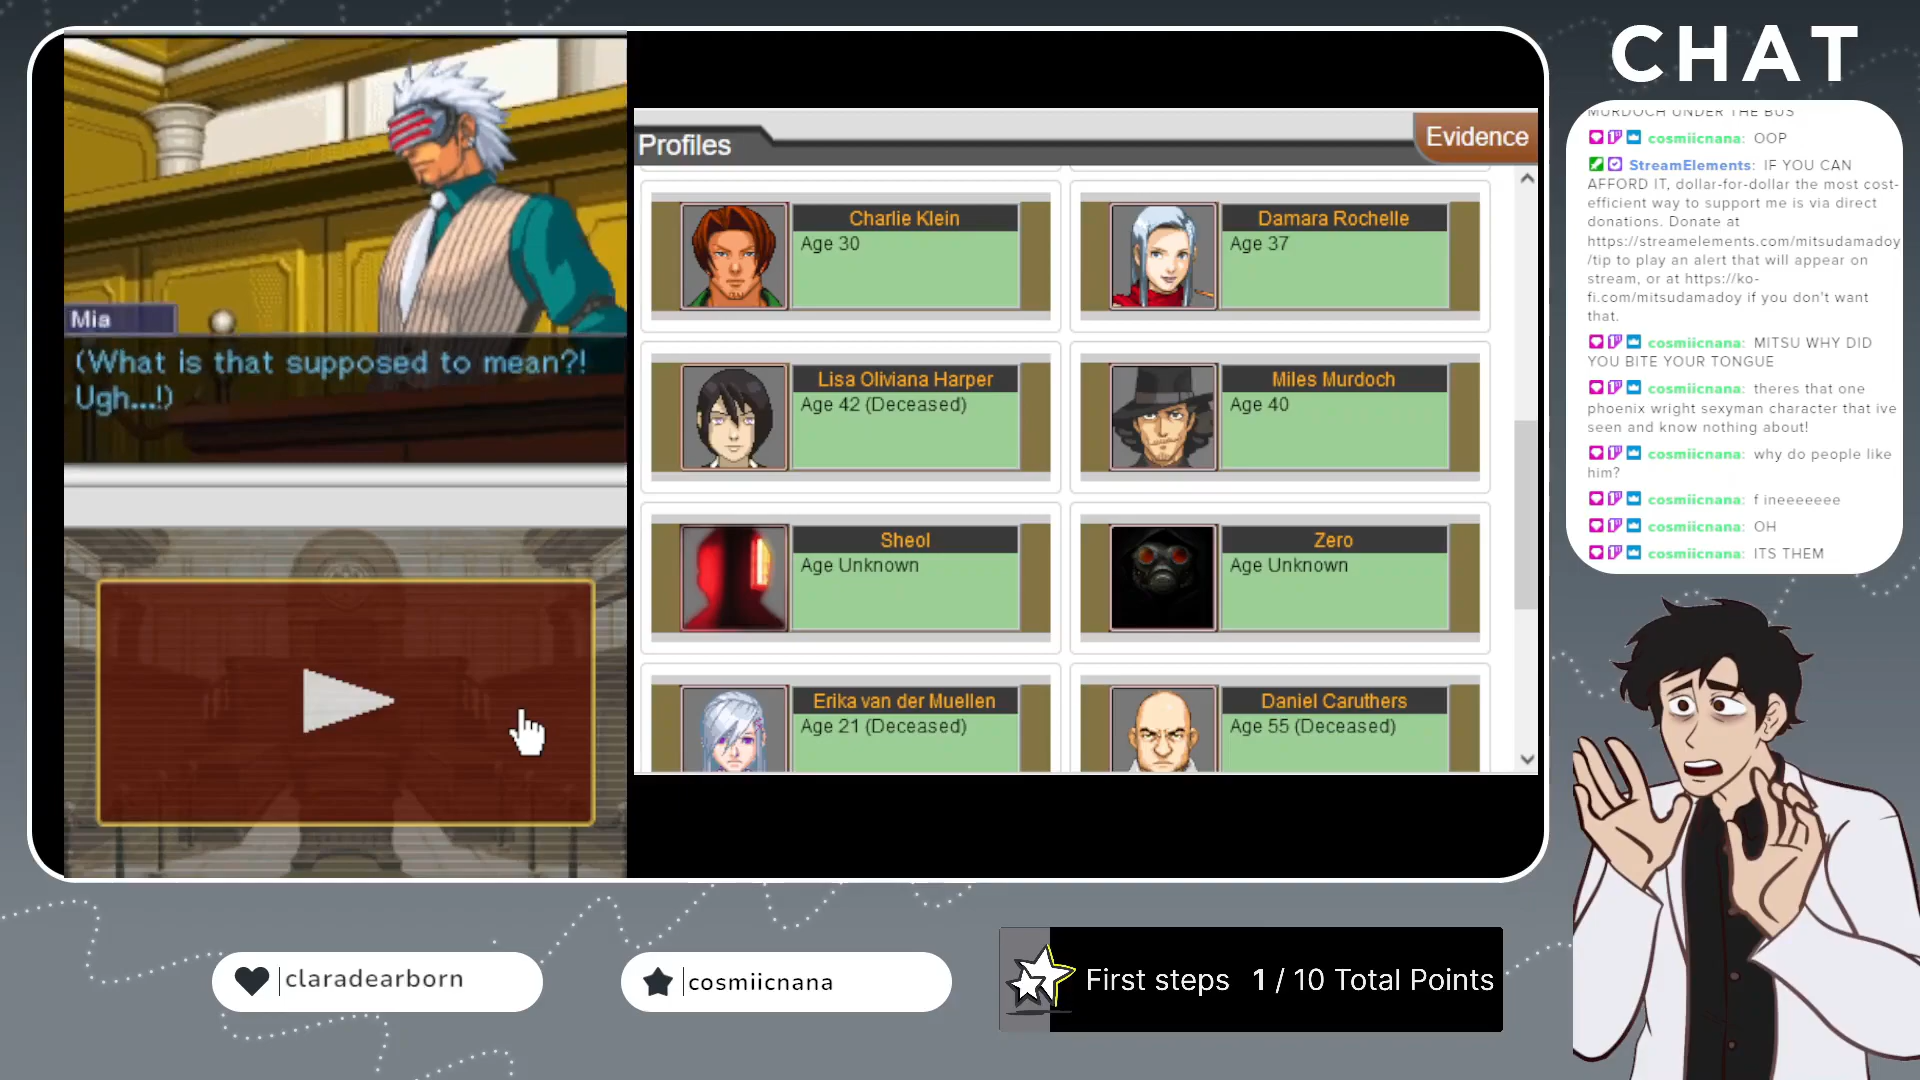 Mia
(What is that supposed to mean?!
Ugh...!)
Profiles
Evidence
Charlie Klein
Age 30
Damara Rochelle
Age 37
Lisa Oliviana Harper
Age 42 (Deceased)
Miles Murdoch
Age 40
Sheol
Age Unknown
Zero
Age Unknown
Erika van der Muellen
Age 21 (Deceased)
Daniel Caruthers
Age 55 (Deceased)
CHAT
MURDOCH UNDER THE BUS
cosmiicnana: OOP
StreamElements: IF YOU CAN
AFFORD IT, dollar-for-dollar the most cost-
efficient way to support me is via direct
donations. Donate at
https://streamelements.com/mitsudamadoy
/tip to play an alert that will appear on
stream, or at https://ko-
fi.com/mitsudamadoy if you don't want
that.
cosmiicnana: MITSU WHY DID
YOU BITE YOUR TONGUE
cosmiicnana: theres that one
phoenix wright sexyman character that ive
seen and know nothing about!
cosmiicnana: why do people like
him?
cosmiicnana: f ineeeeeee
cosmiicnana: OH
cosmiicnana: ITS THEM
claradearborn
cosmiicnana
First steps 1 / 10 Total Points